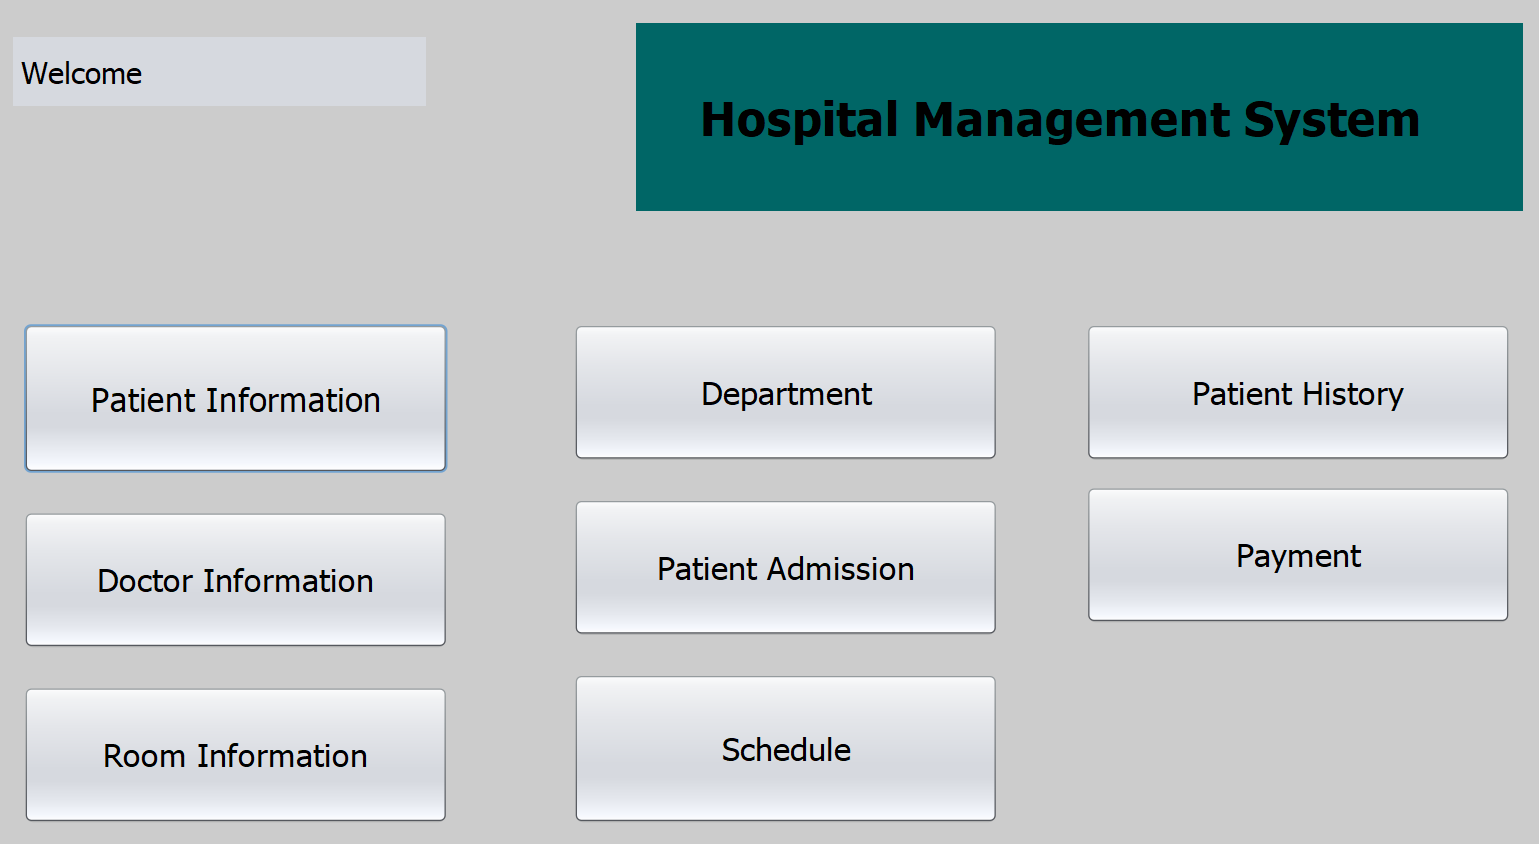 Welcome
Hospital Management System
Patient Information
Department
Patient History
Doctor Information
Patient Admission
Payment
Room Information
Schedule